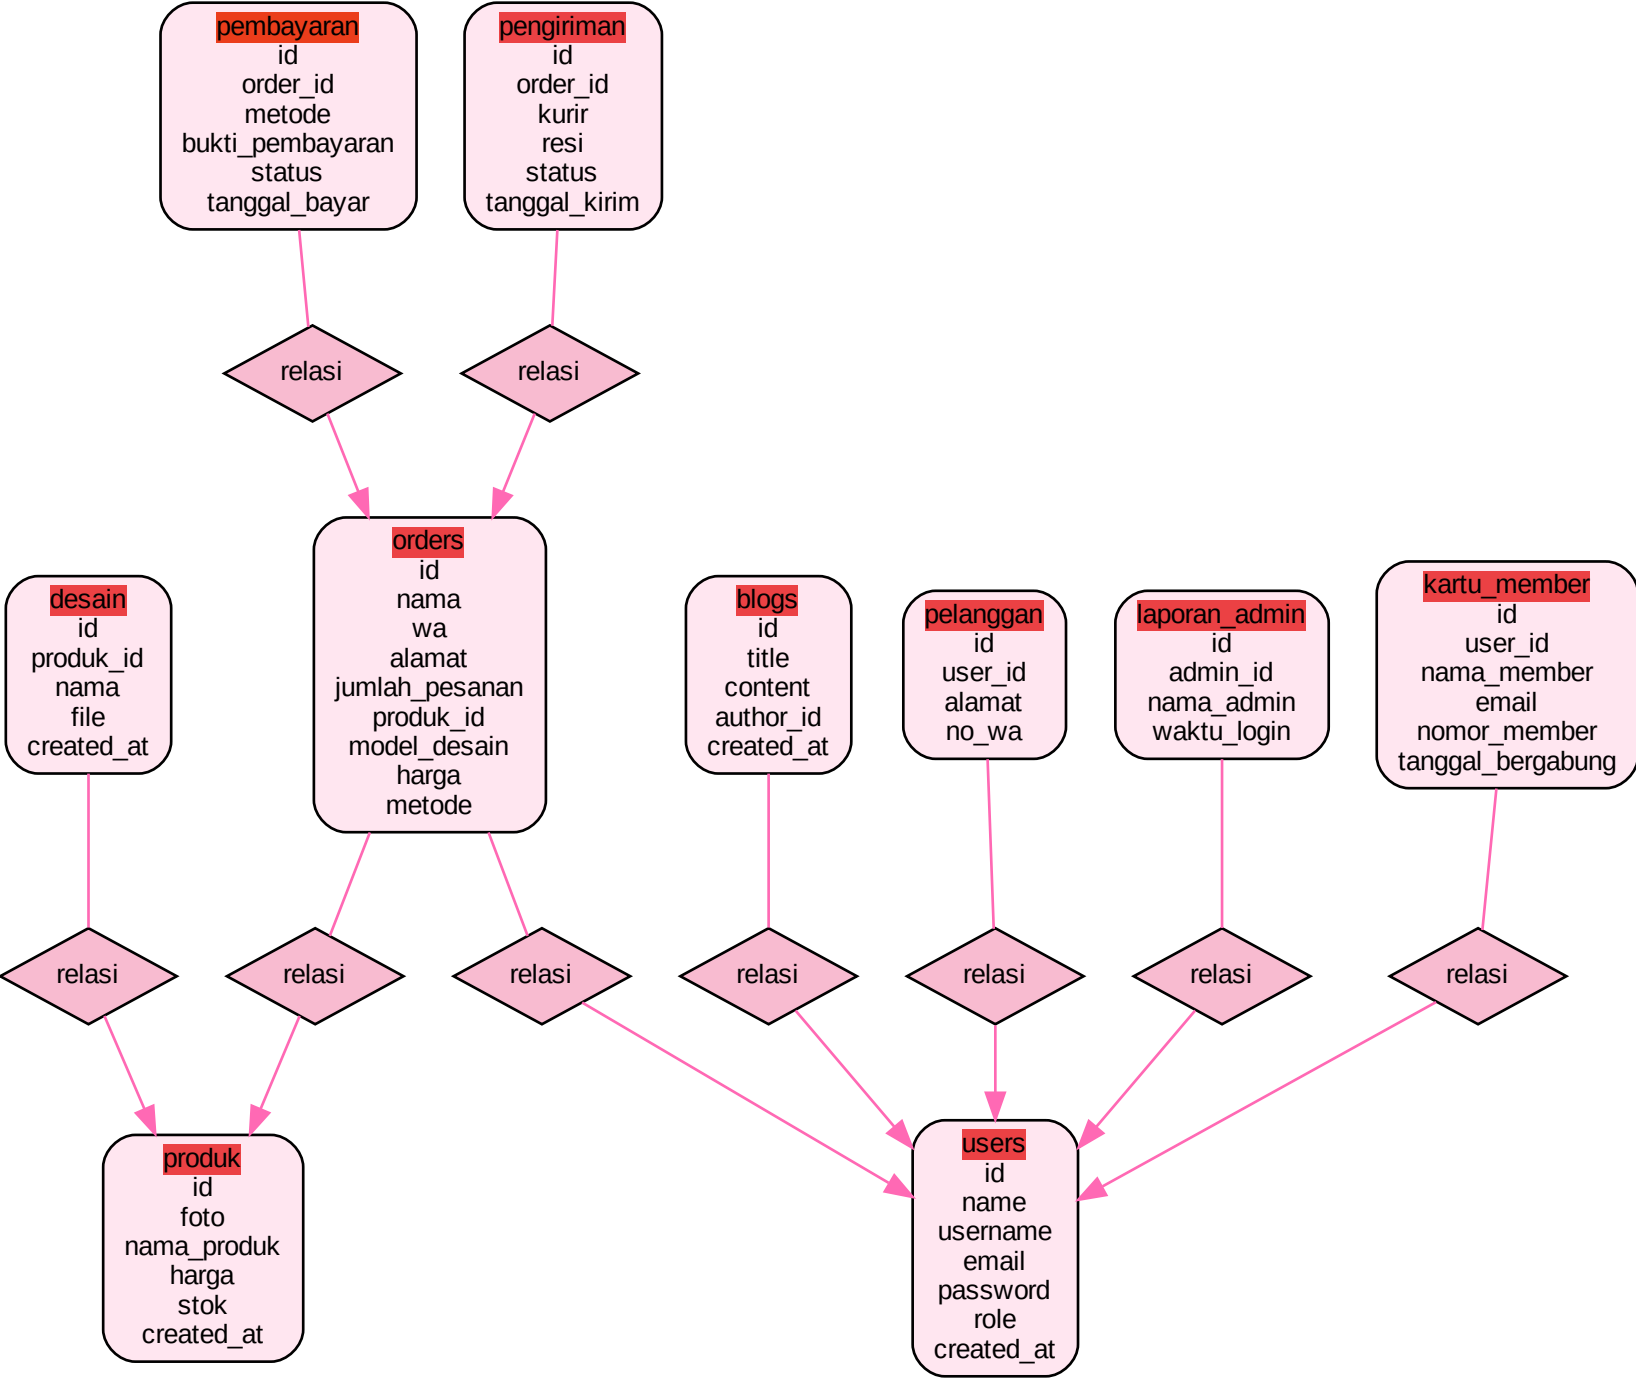 pembayaran
id
order_id
metode
bukti_pembayaran
status
tanggal_bayar
pengiriman
id
order_id
kurir
resi
status
tanggal_kirim
relasi
relasi
desain
id
produk_id
nama
file
created_at
orders
id
nama
wa
alamat
jumlah_pesanan
produk_id
model_desain
harga
metode
blogs
id
title
content
author_id
created_at
pelanggan
id
user_id
alamat
no_wa
laporan_admin
id
admin_id
nama_admin
waktu_login
kartu_member
id
user_id
nama_member
email
nomor_member
tanggal_bergabung
relasi
relasi
relasi
relasi
relasi
relasi
relasi
produk
id
foto
nama_produk
harga
stok
created_at
users
id
name
username
email
password
role
created_at